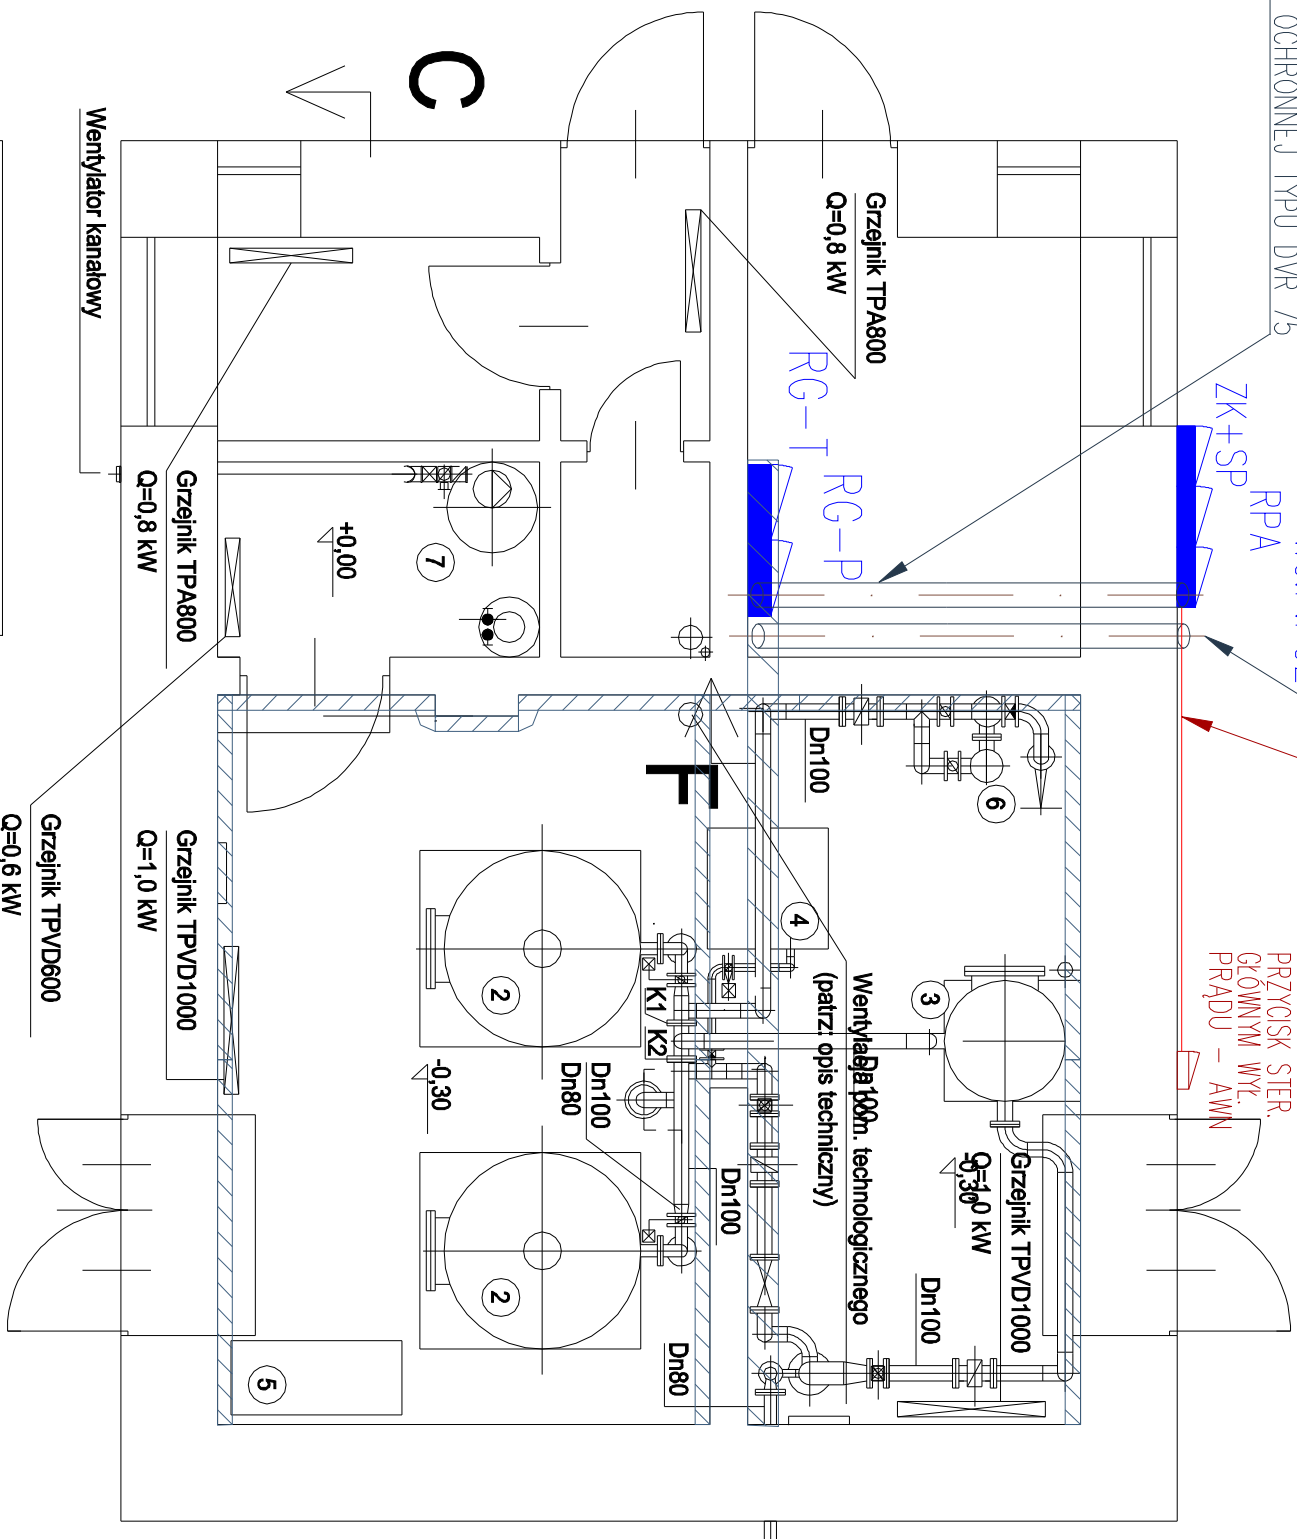 OCHRONNEJ TYPU DVR 75
C
Wentylator kanałowy
Grzejnik TPA800
Q=0,8 kW
RG-T
RG-P
ZK+SP
RPA
Grzejnik TPA800
Q=0,8 kW
+0,00
7
Grzejnik TPVD600
Q=0,6 kW
Grzejnik TPVD1000
Q=1,0 kW
F
Dn100
6
4
3
2
K1
K2
Dn100
Dn80
-0,30
2
5
Dn100
Dn80
Wentylacja pom. technologicznego
(patrz: opis techniczny)
Dn100
Grzejnik TPVD1000
Q=1,0 kW
-0,30
Dn100
PRZYCISK STER.
GŁÓWNYM WYŁ.
PRĄDU - AWN